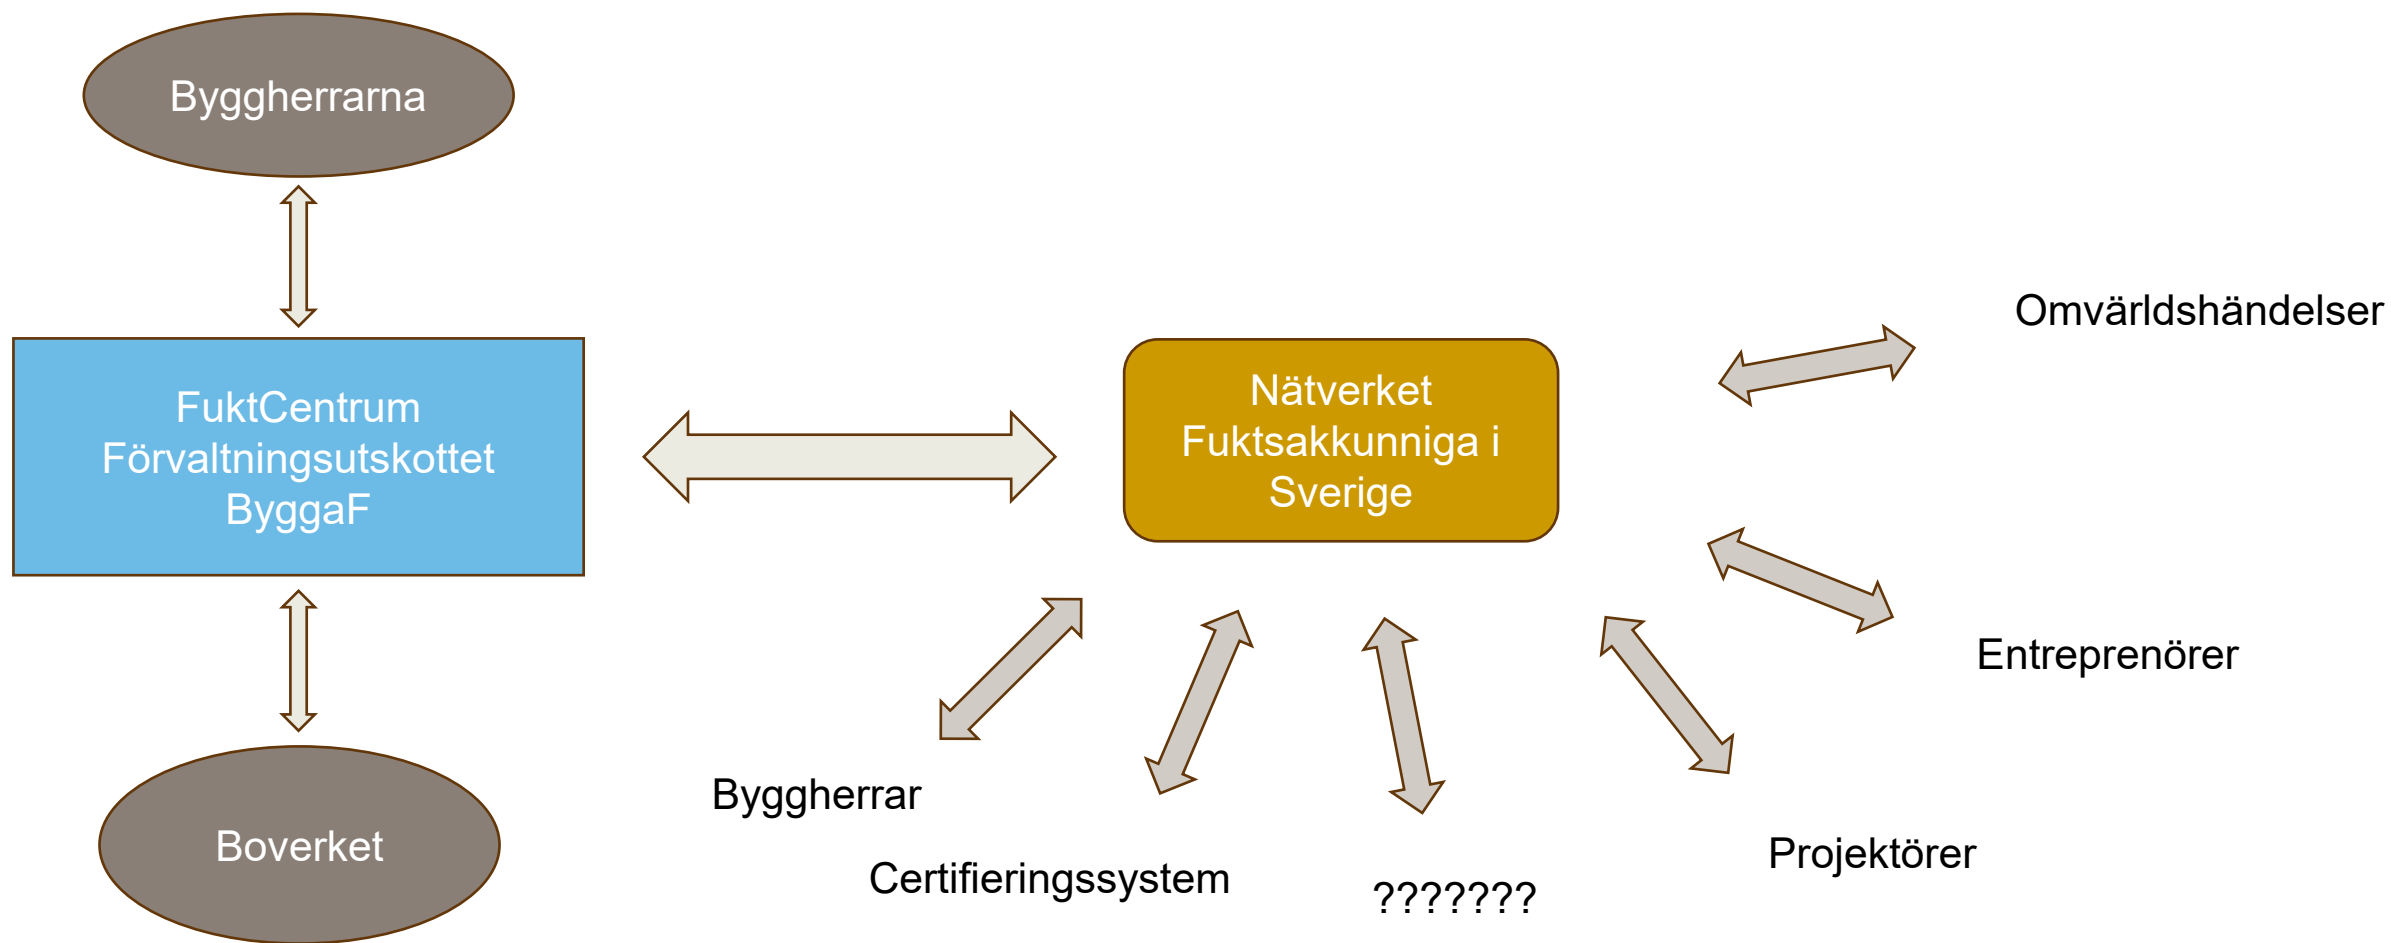 Byggherrarna
FuktCentrum
Förvaltningsutskottet
ByggaF
Boverket
Nätverket
Fuktsakkunniga i
Sverige
Omvärldshändelser
Entreprenörer
Projektörer
???????
Certifieringssystem
Byggherrar